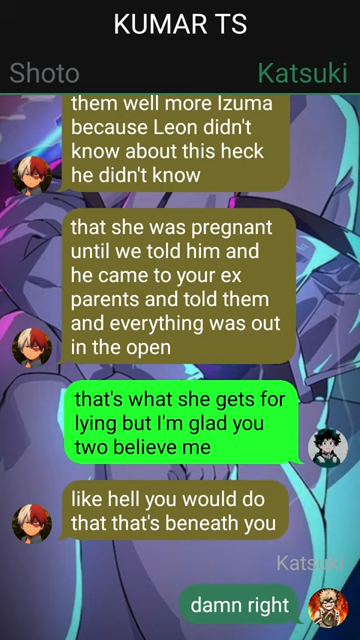 KUMAR TS
Shoto
Katsuki
them well more Izuma
because Leon didn't
know about this heck
he didn't know
that she was pregnant
until we told him and
he came to your ex
parents and told them
and everything was out
in the open
that's what she gets for
lying but I'm glad you
two believe me
like hell you would do
that that's beneath you
Katsuki
damn right